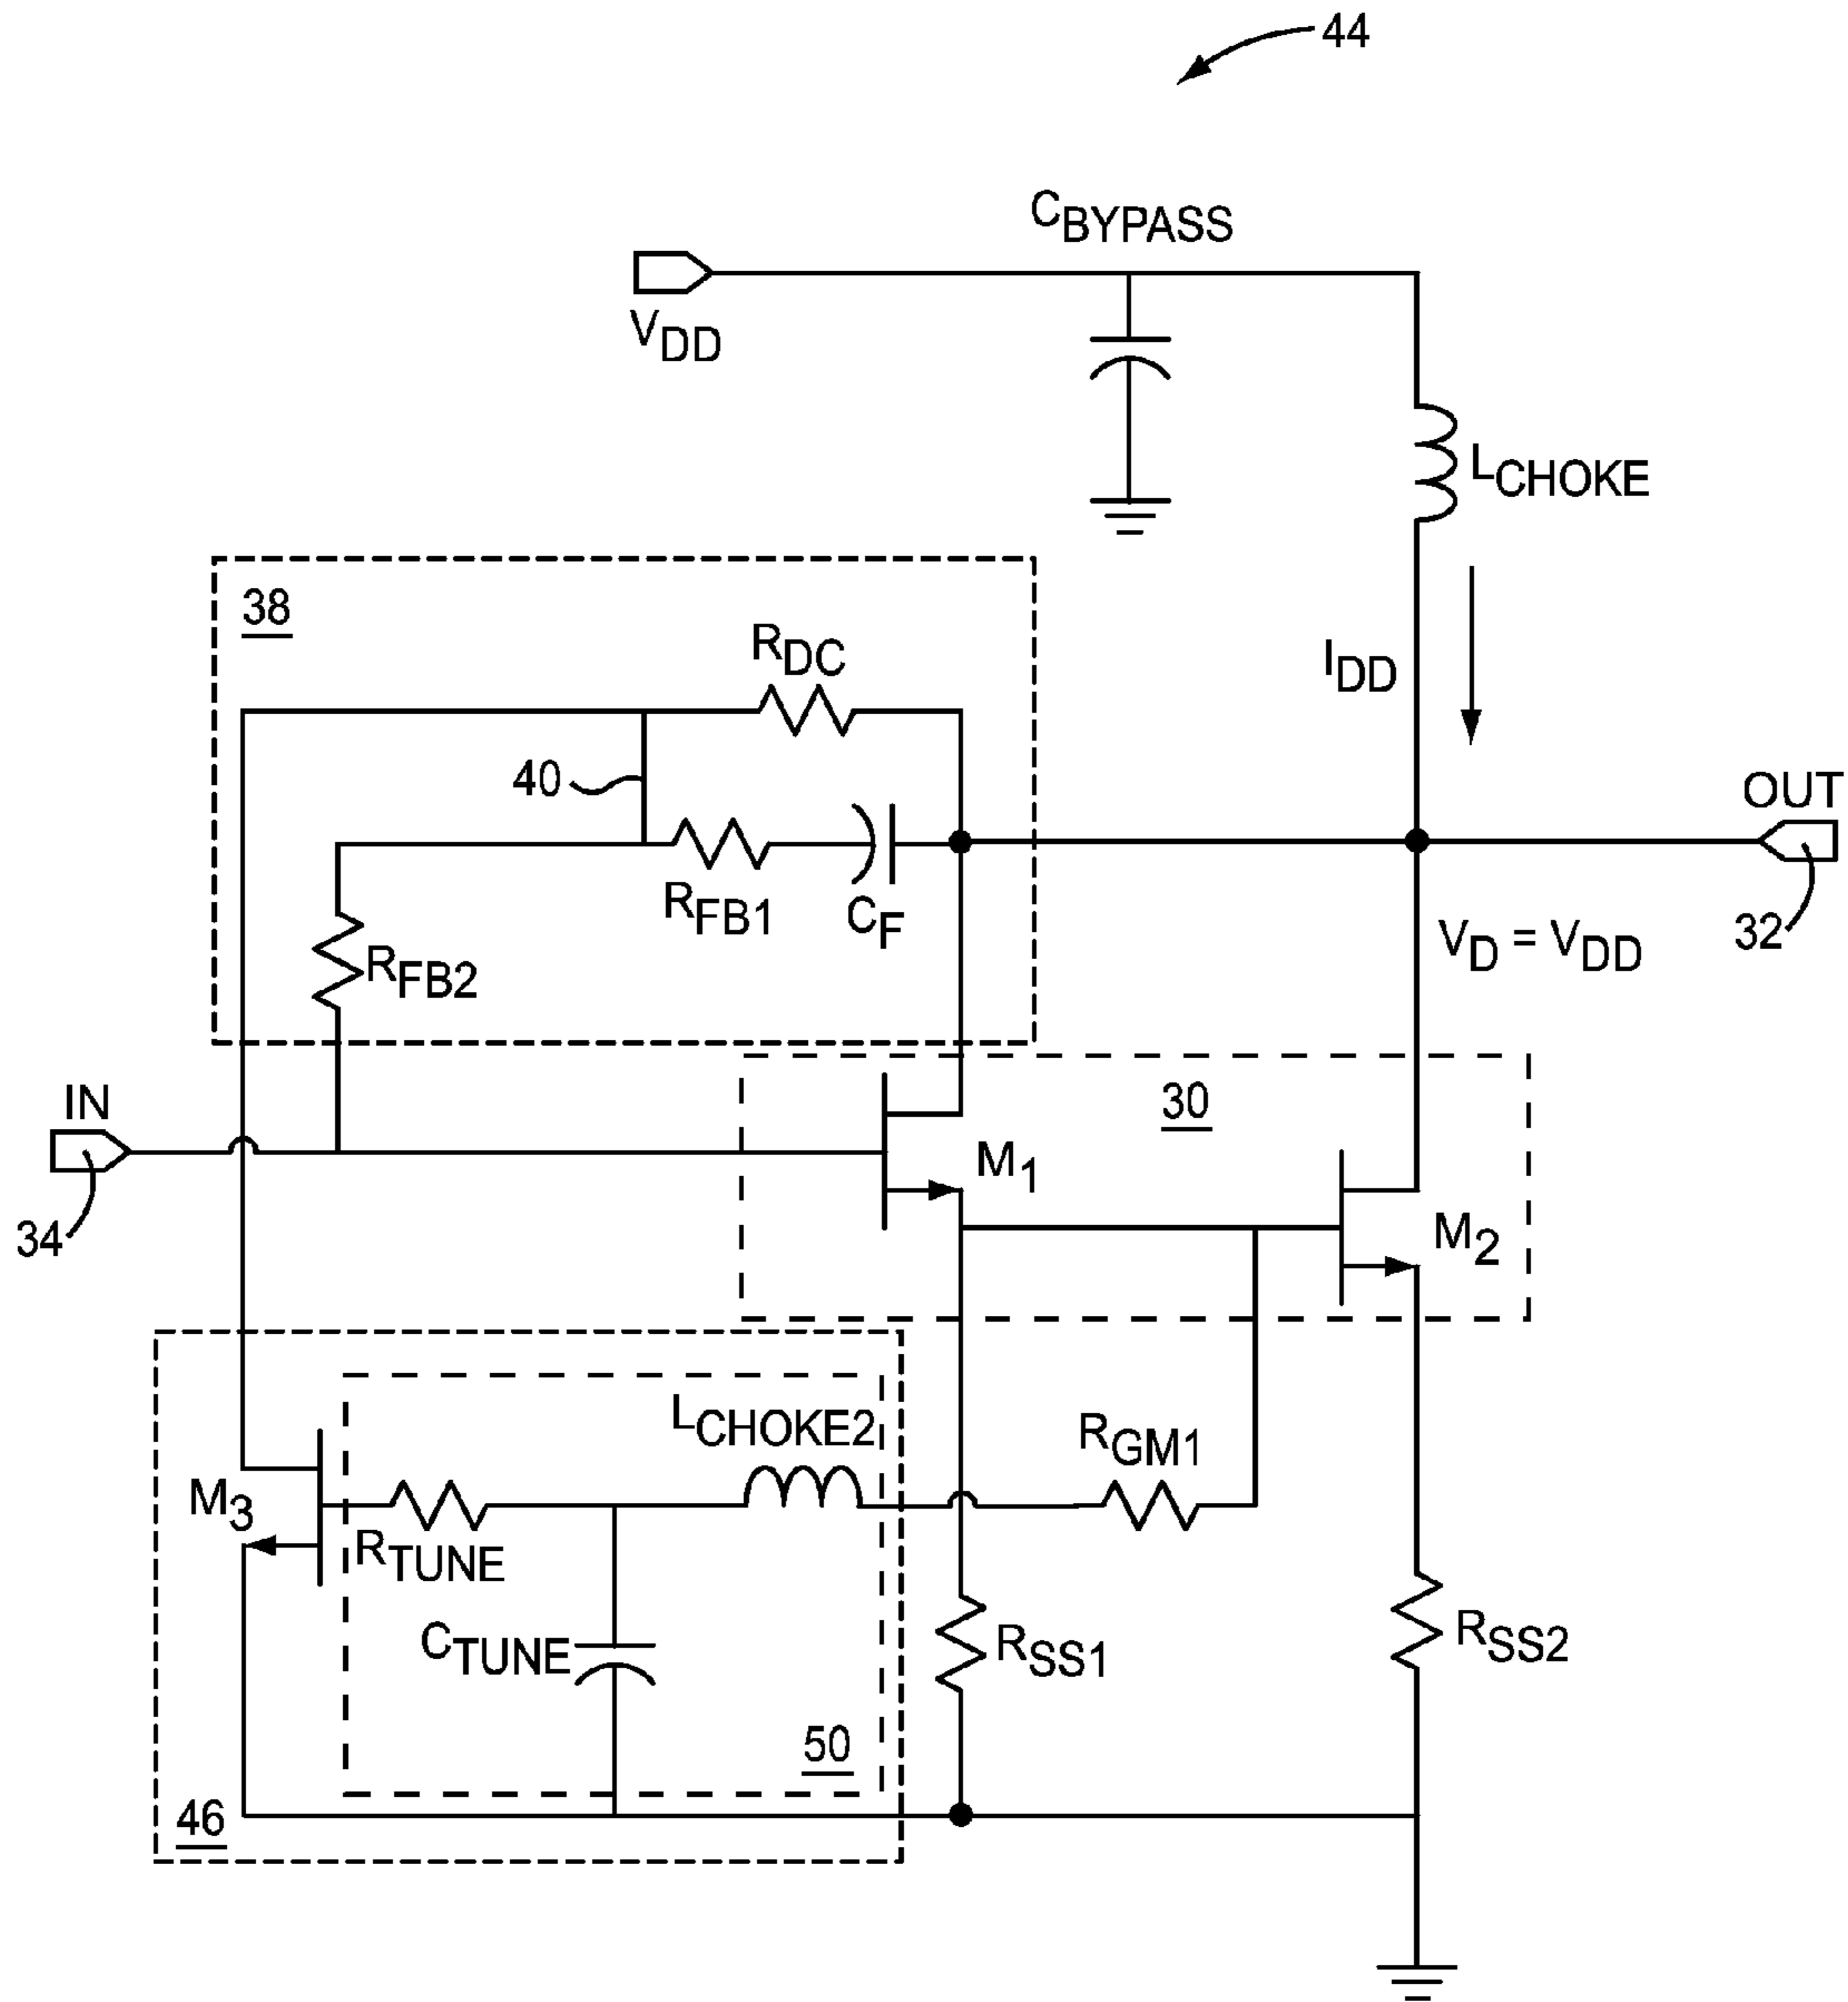 44
CBYPASS
VDD
LCHOKE
38
RDC
IDD
40
OUT
RFB1
CF
32
VD = VDD
RFB2
IN
30
M1
34
M2
LCHOKE2
RGM1
M3
RTUNE
CTUNE
RSS1
RSS2
50
46